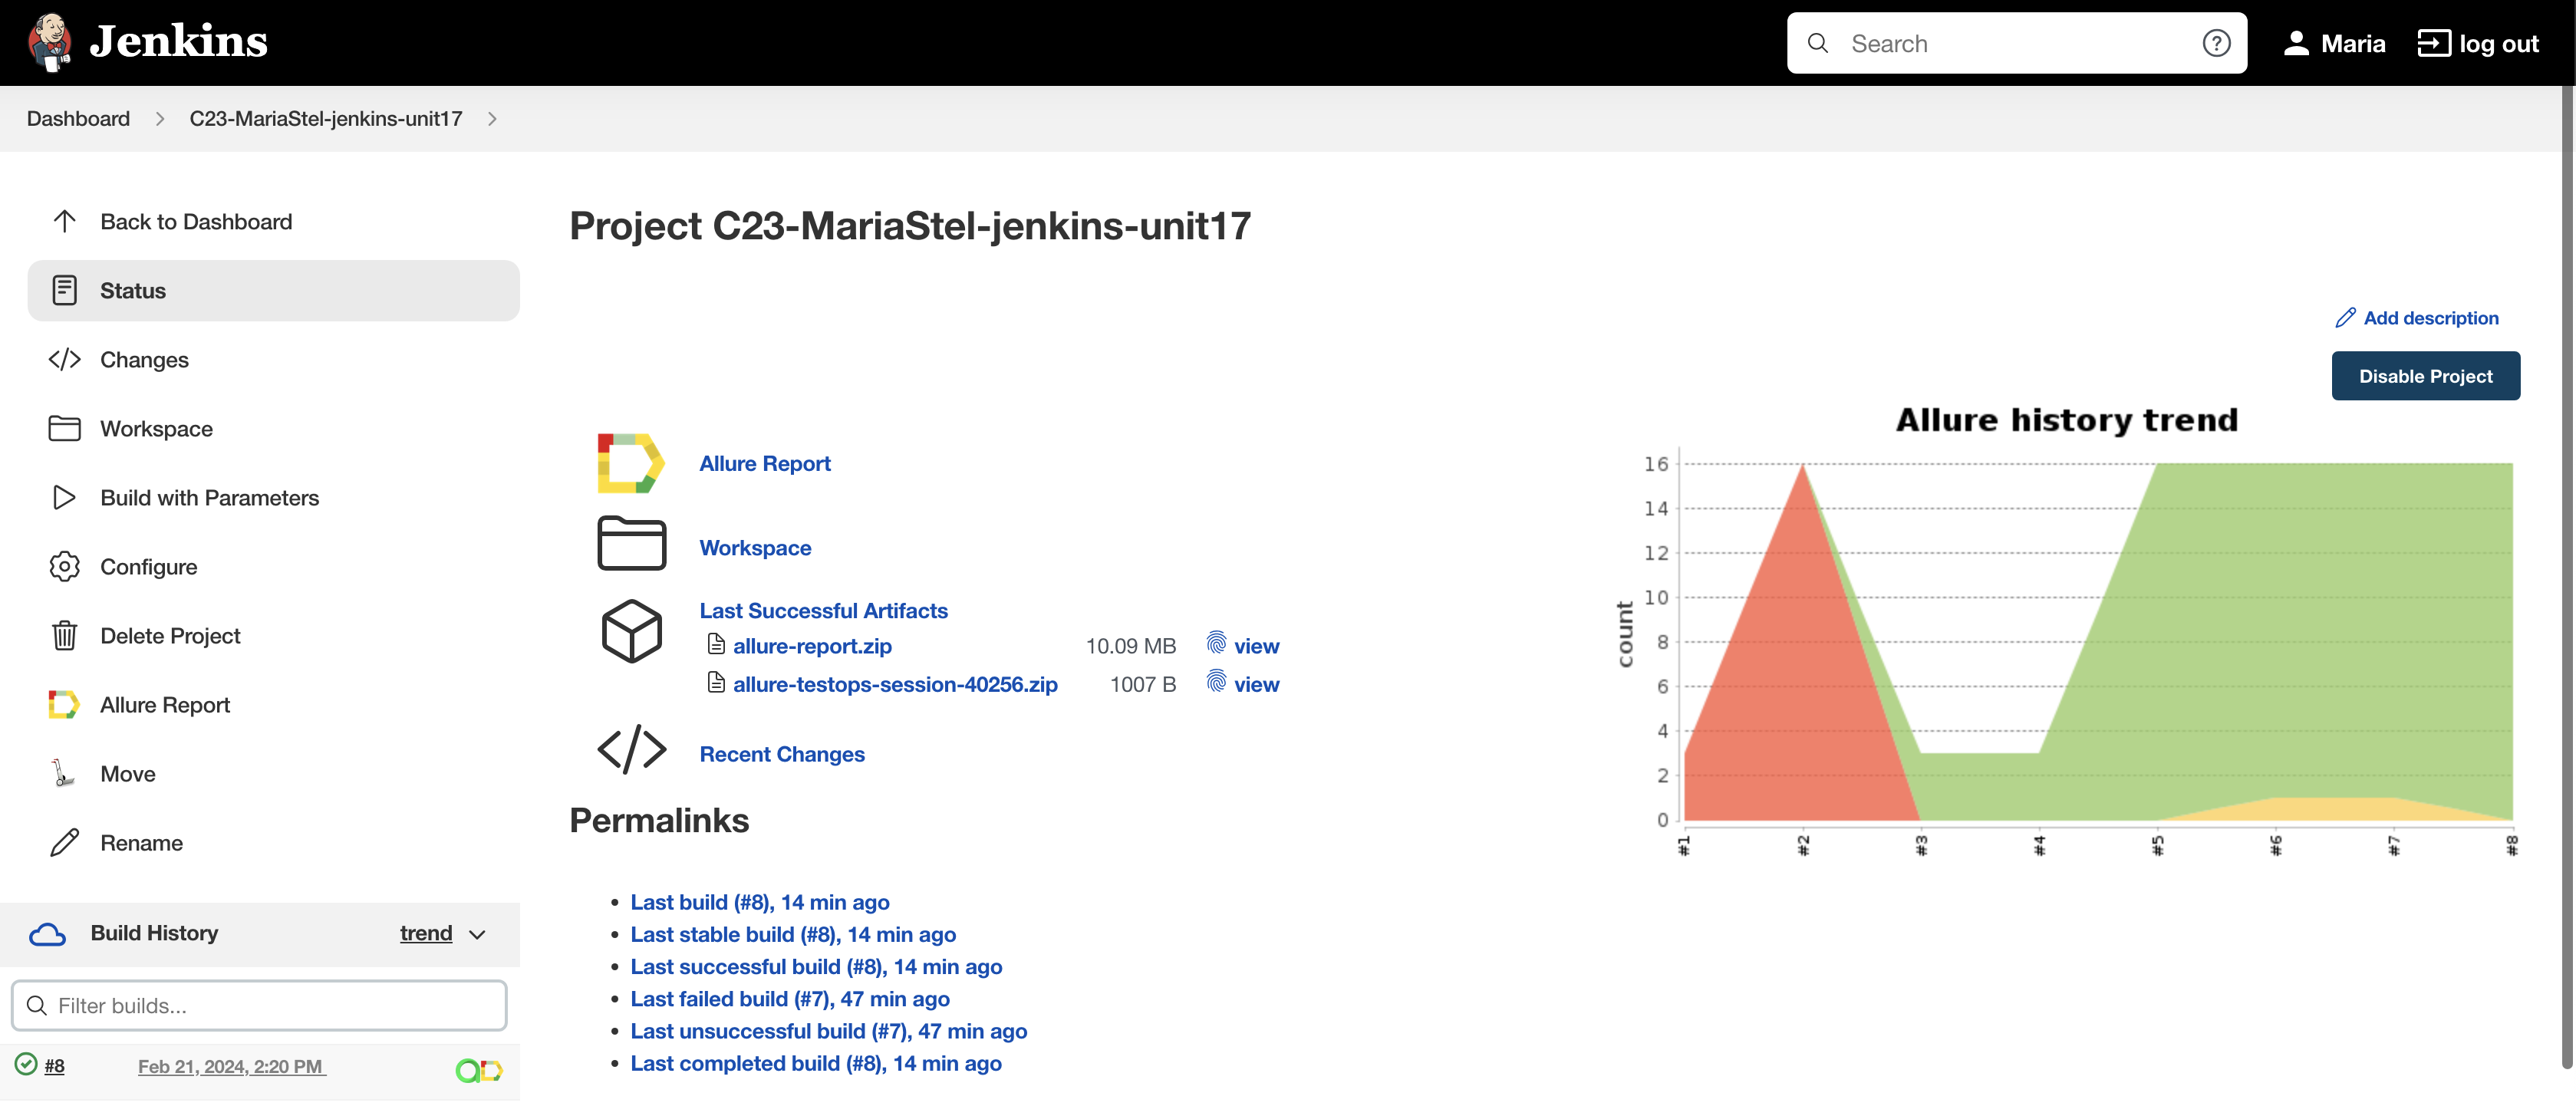 Jenkins
Search
Maria
log out
Dashboard
C23-MariaStel-jenkins-unit17
Back to Dashboard
Status
Changes
Workspace
Build with Parameters
Configure
Delete Project
Allure Report
Move
Rename
Build History
trend
Filter builds...
#8
Feb 21, 2024, 2:20 PM
Project C23-MariaStel-jenkins-unit17
Add description
Disable Project
Allure Report
Workspace
Last Successful Artifacts
allure-report.zip 10.09 MB view
allure-testops-session-40256.zip 1007 B view
Recent Changes
Permalinks
• Last build (#8), 14 min ago
• Last stable build (#8), 14 min ago
• Last successful build (#8), 14 min ago
• Last failed build (#7), 47 min ago
• Last unsuccessful build (#7), 47 min ago
• Last completed build (#8), 14 min ago
Allure history trend
count
16
14
12
10
8
6
4
2
0
#1 #2 #3 #4 #5 #6 #7 #8